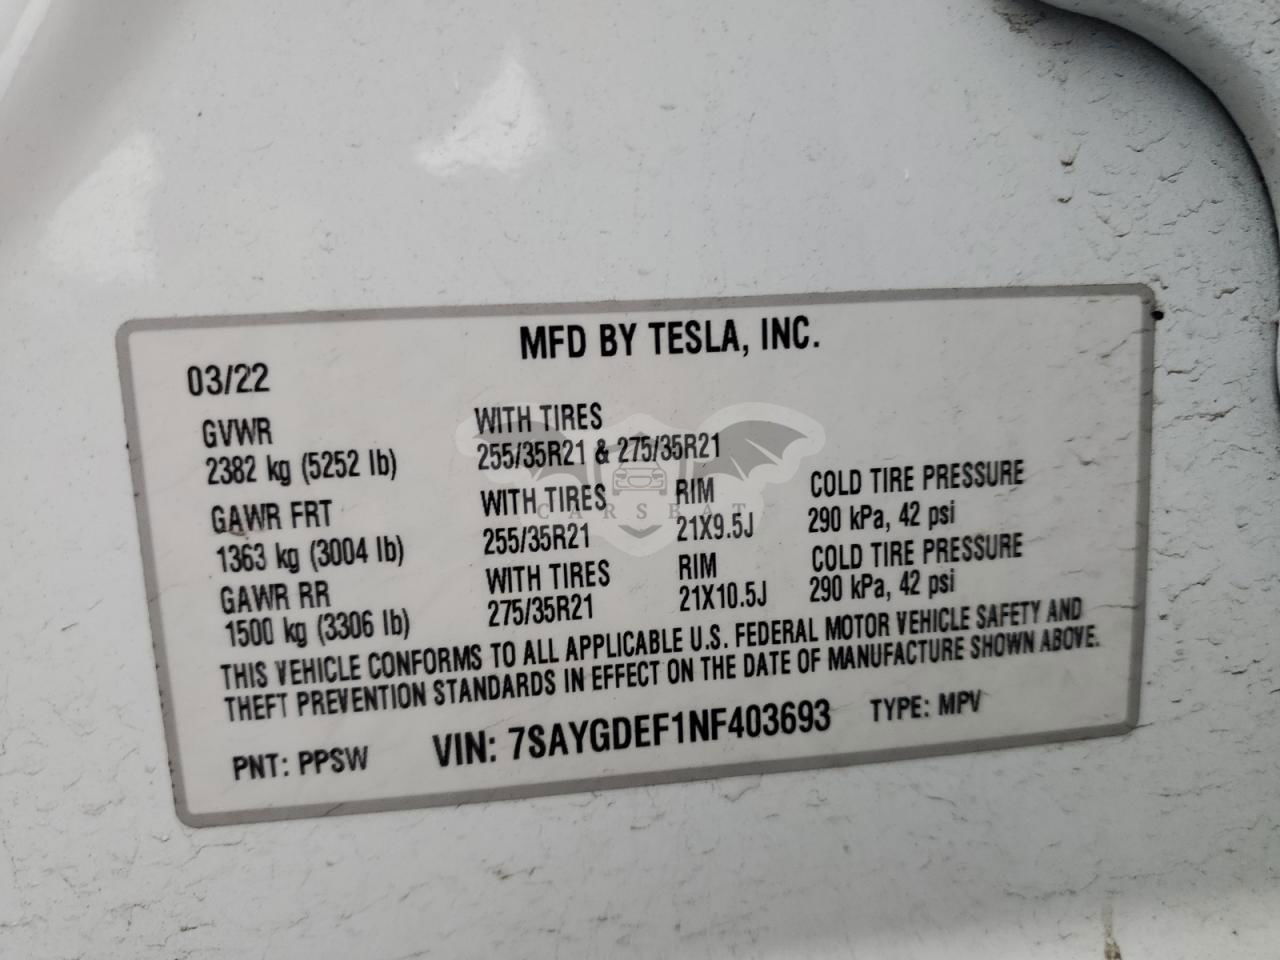 MFD BY TESLA, INC.
03/22
GVWR WITH TIRES
2382 kg (5252 lb) 255/35R21 & 275/35R21
GAWR FRT WITH TIRES RIM COLD TIRE PRESSURE
1363 kg (3004 lb) 255/35R21 21X9.5J 290 kPa, 42 psi
GAWR RR WITH TIRES RIM COLD TIRE PRESSURE
1500 kg (3306 lb) 275/35R21 21X10.5J 290 kPa, 42 psi
THIS VEHICLE CONFORMS TO ALL APPLICABLE U.S. FEDERAL MOTOR VEHICLE SAFETY AND
THEFT PREVENTION STANDARDS IN EFFECT ON THE DATE OF MANUFACTURE SHOWN ABOVE.
PNT: PPSW VIN: 7SAYGDEF1NF403693 TYPE: MPV
CARSBAT